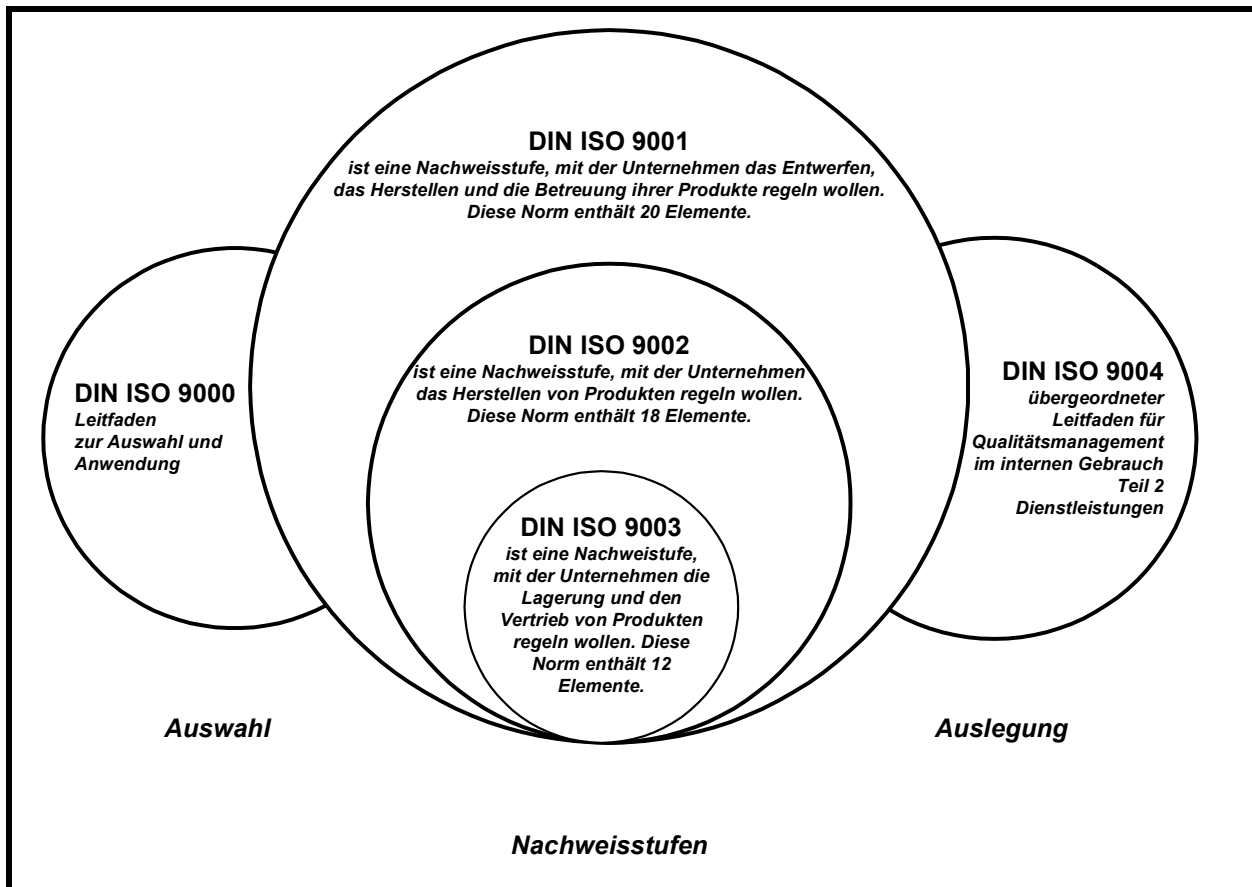 DIN ISO 9001
ist eine Nachweisstufe, mit der Unternehmen das Entwerfen,
das Herstellen und die Betreuung ihrer Produkte regeln wollen.
Diese Norm enthält 20 Elemente.
DIN ISO 9002
ist eine Nachweisstufe, mit der Unternehmen
das Herstellen von Produkten regeln wollen.
Diese Norm enthält 18 Elemente.
DIN ISO 9000
Leitfaden
zur Auswahl und
Anwendung
DIN ISO 9004
übergeordneter
Leitfaden für
Qualitätsmanagement
im internen Gebrauch
Teil 2
Dienstleistungen
DIN ISO 9003
ist eine Nachweistufe,
mit der Unternehmen die
Lagerung und den
Vertrieb von Produkten
regeln wollen. Diese
Norm enthält 12
Elemente.
Auswahl
Auslegung
Nachweisstufen